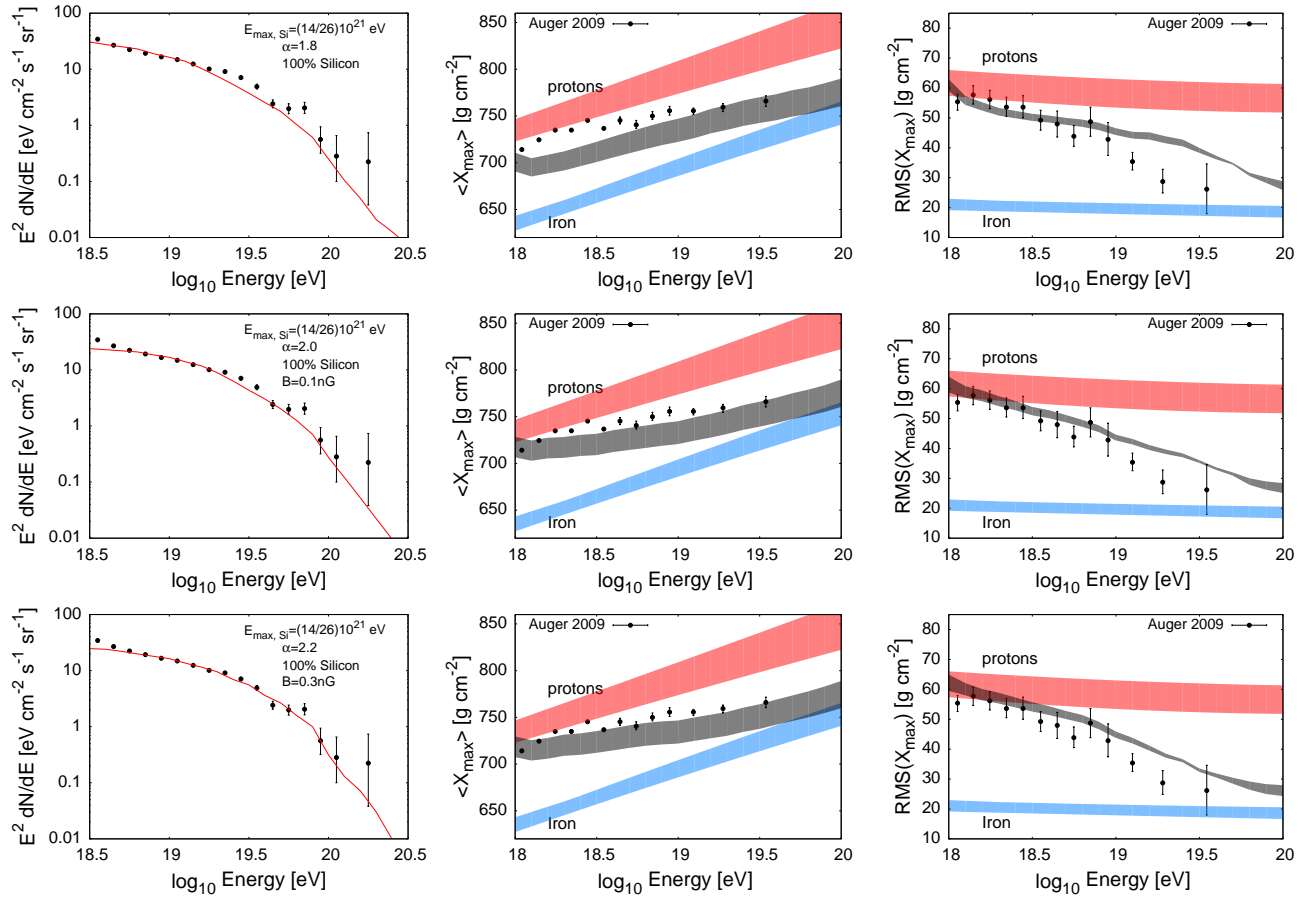 E² dN/dE [eV cm⁻² s⁻¹ sr⁻¹]
100
10
1
0.1
0.01
18.5 19 19.5 20 20.5
log₁₀ Energy [eV]
E_max, Si=(14/26)10²¹ eV
α=1.8
100% Silicon
<X_max> [g cm⁻²]
850
800
750
700
650
18 18.5 19 19.5 20
log₁₀ Energy [eV]
Auger 2009
protons
Iron
RMS(X_max) [g cm⁻²]
80
70
60
50
40
30
20
10
18 18.5 19 19.5 20
log₁₀ Energy [eV]
Auger 2009
protons
Iron
E² dN/dE [eV cm⁻² s⁻¹ sr⁻¹]
100
10
1
0.1
0.01
18.5 19 19.5 20 20.5
log₁₀ Energy [eV]
E_max, Si=(14/26)10²¹ eV
α=2.0
100% Silicon
B=0.1nG
<X_max> [g cm⁻²]
850
800
750
700
650
18 18.5 19 19.5 20
log₁₀ Energy [eV]
Auger 2009
protons
Iron
RMS(X_max) [g cm⁻²]
80
70
60
50
40
30
20
10
18 18.5 19 19.5 20
log₁₀ Energy [eV]
Auger 2009
protons
Iron
E² dN/dE [eV cm⁻² s⁻¹ sr⁻¹]
100
10
1
0.1
0.01
18.5 19 19.5 20 20.5
log₁₀ Energy [eV]
E_max, Si=(14/26)10²¹ eV
α=2.2
100% Silicon
B=0.3nG
<X_max> [g cm⁻²]
850
800
750
700
650
18 18.5 19 19.5 20
log₁₀ Energy [eV]
Auger 2009
protons
Iron
RMS(X_max) [g cm⁻²]
80
70
60
50
40
30
20
10
18 18.5 19 19.5 20
log₁₀ Energy [eV]
Auger 2009
protons
Iron